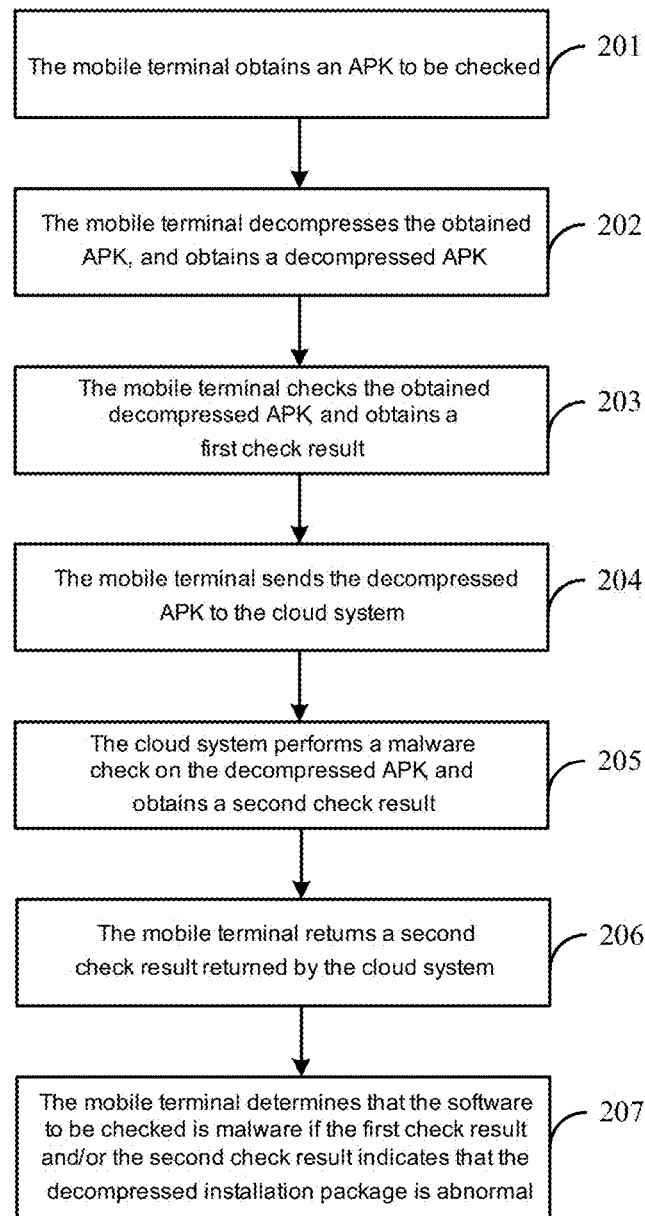 The mobile terminal obtains an APK to be checked
201
The mobile terminal decompresses the obtained
APK, and obtains a decompressed APK
202
The mobile terminal checks the obtained
decompressed APK, and obtains a
first check result
203
The mobile terminal sends the decompressed
APK to the cloud system
204
The cloud system performs a malware
check on the decompressed APK, and
obtains a second check result
205
The mobile terminal returns a second
check result returned by the cloud system
206
The mobile terminal determines that the software
to be checked is malware if the first check result
and/or the second check result indicates that the
decompressed installation package is abnormal
207